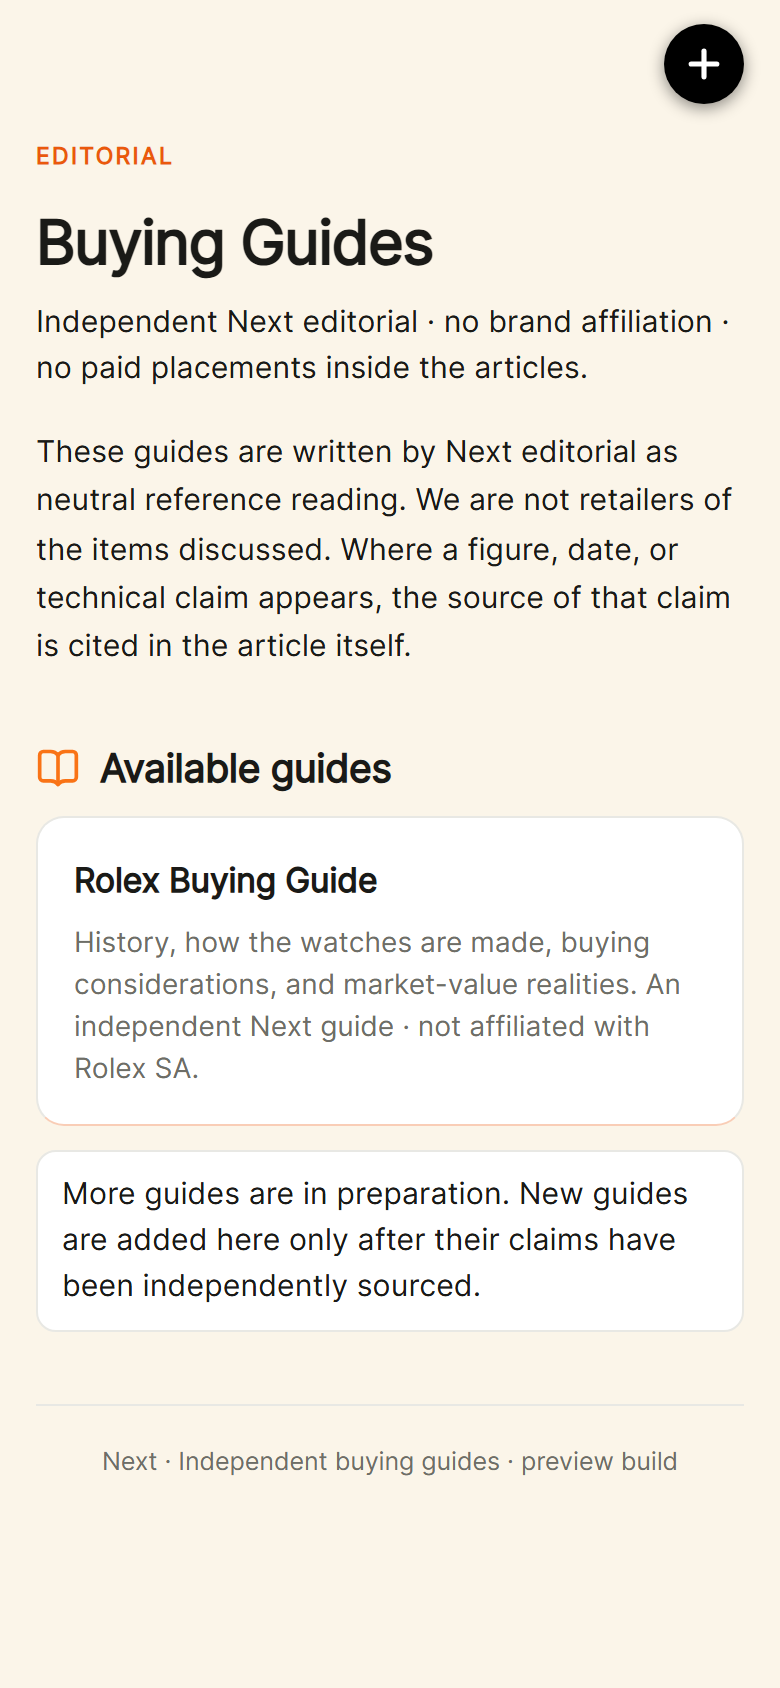 EDITORIAL
Buying Guides
Independent Next editorial · no brand affiliation ·
no paid placements inside the articles.
These guides are written by Next editorial as
neutral reference reading. We are not retailers of
the items discussed. Where a figure, date, or
technical claim appears, the source of that claim
is cited in the article itself.
Available guides
Rolex Buying Guide
History, how the watches are made, buying
considerations, and market-value realities. An
independent Next guide · not affiliated with
Rolex SA.
More guides are in preparation. New guides
are added here only after their claims have
been independently sourced.
Next · Independent buying guides · preview build